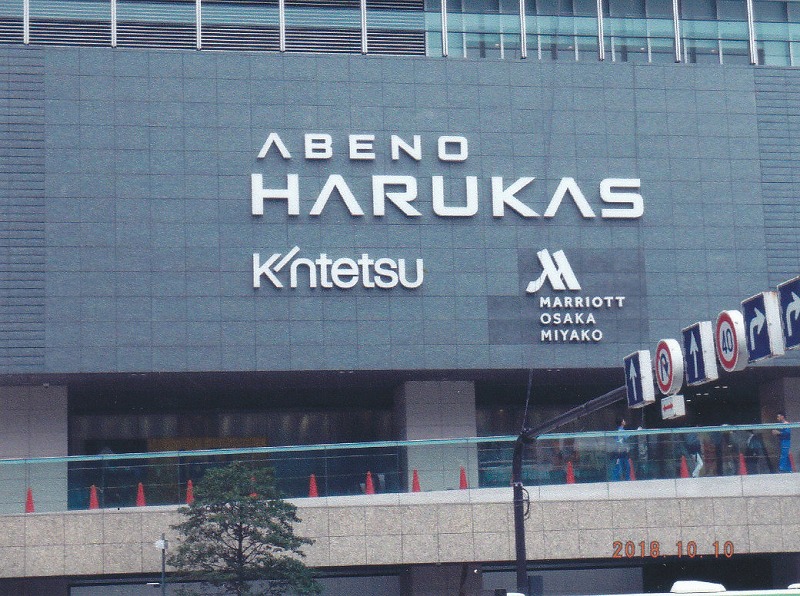 ABENO
HARUKAS
Kintetsu
MARRIOTT
OSAKA
MIYAKO
40
2018.10.10